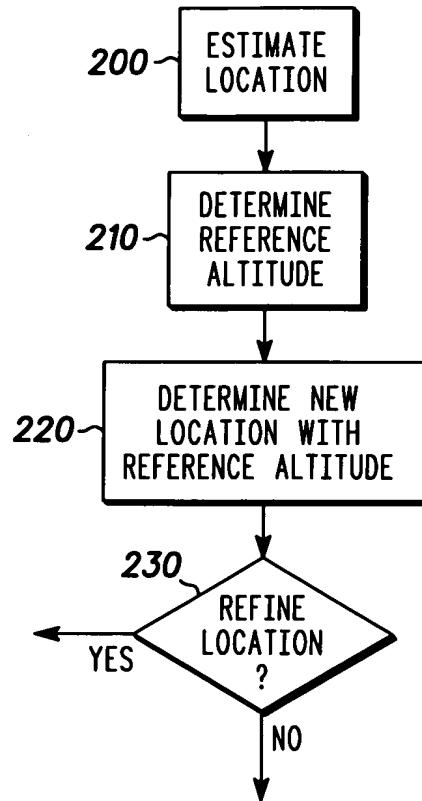 200
ESTIMATE
LOCATION
210
DETERMINE
REFERENCE
ALTITUDE
220
DETERMINE NEW
LOCATION WITH
REFERENCE ALTITUDE
230
REFINE
LOCATION
?
YES
NO